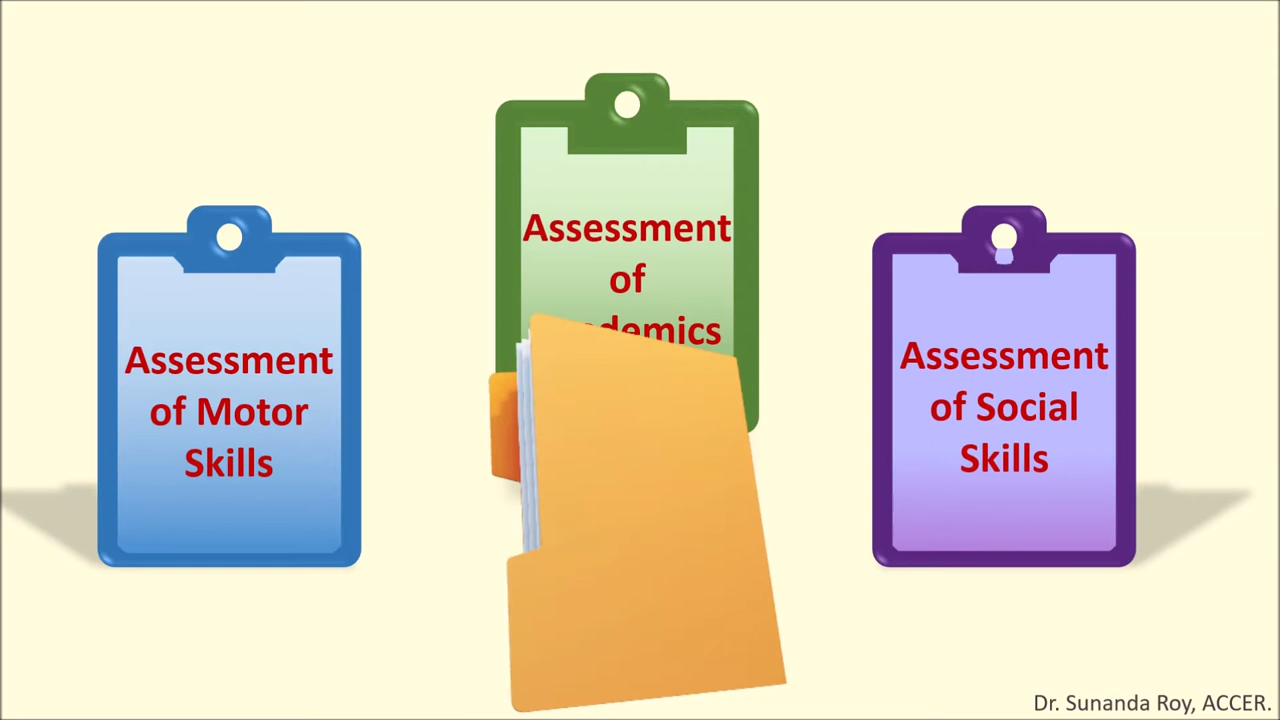 Assessment
of
Assessment
of Motor
Skills
Assessment
of Social
Skills
Dr. Sunanda Roy, ACCER.